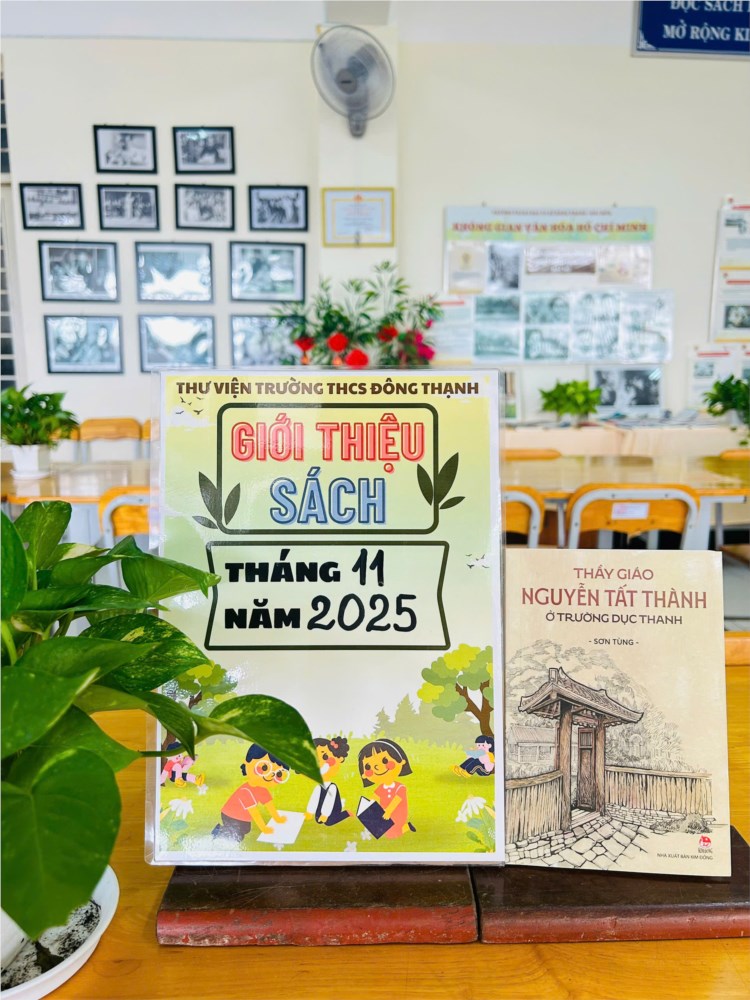 ĐỌC SÁCH
MỞ RỘNG
KHÔNG GIAN VĂN HÓA HỒ CHÍ MINH
THƯ VIỆN TRƯỜNG THCS ĐÔNG THẠNH
GIỚI THIỆU
SÁCH
THÁNG 11
NĂM 2025
THẦY GIÁO
NGUYỄN TẤT THÀNH
Ở TRƯỜNG DỤC THANH
- SƠN TÙNG -
NHÀ XUẤT BẢN KIM ĐỒNG